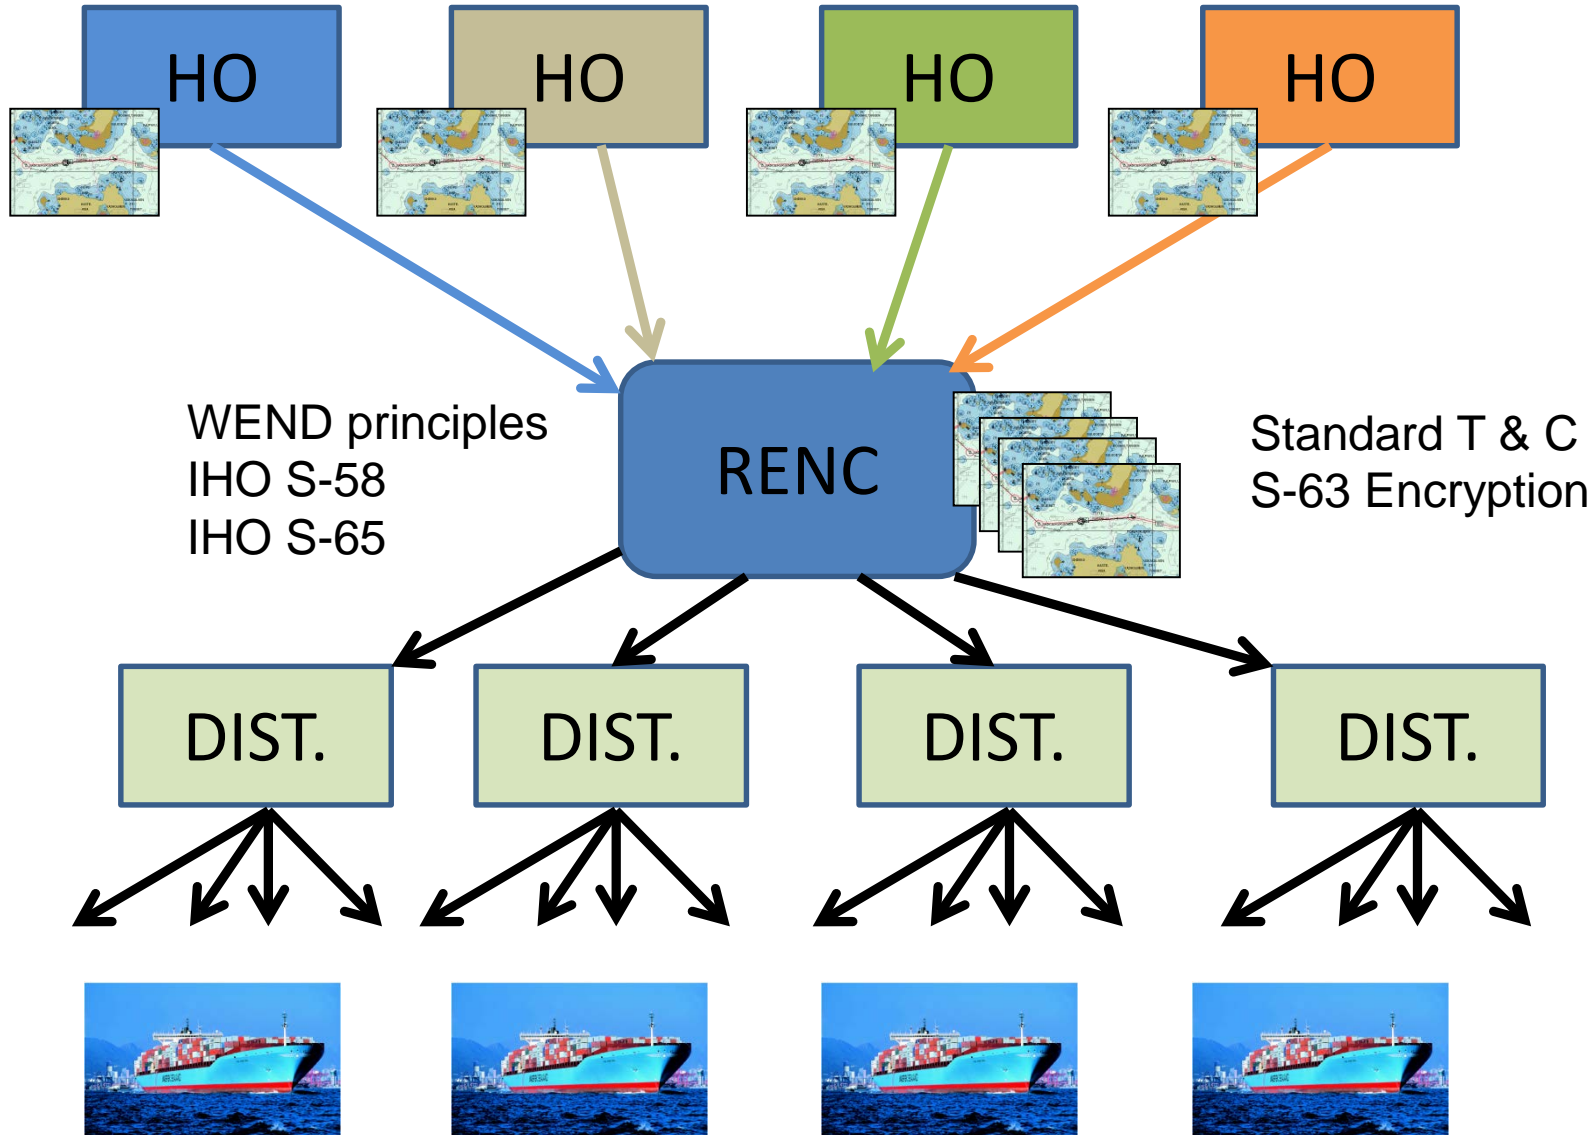 HO
HO
HO
HO
WEND principles
IHO S-58
IHO S-65
RENC
Standard T & C
S-63 Encryption
DIST.
DIST.
DIST.
DIST.